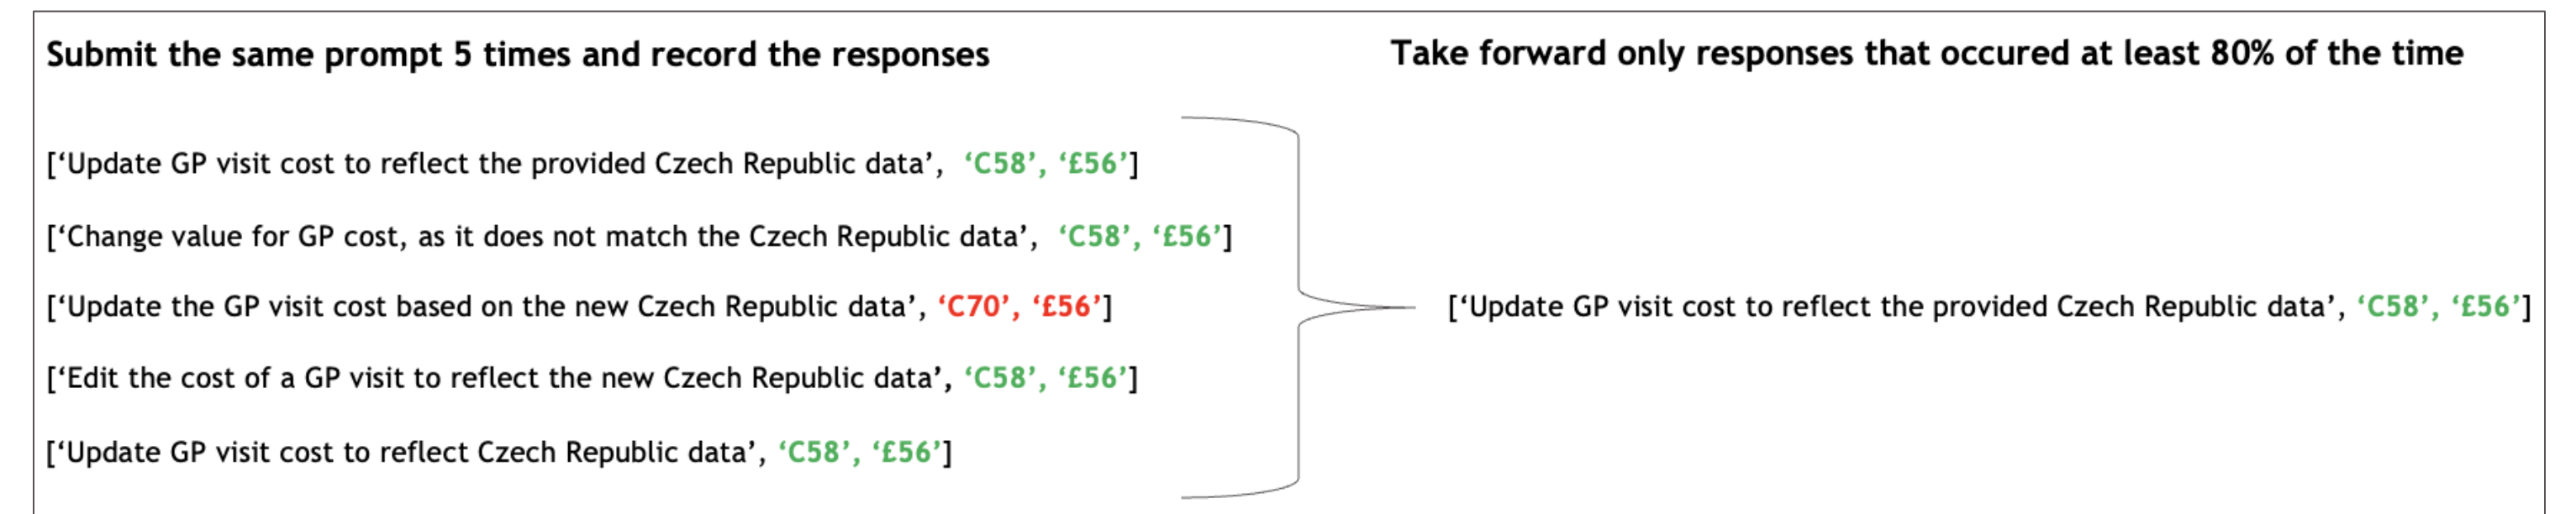 Submit the same prompt 5 times and record the responses
Take forward only responses that occured at least 80% of the time
[‘Update GP visit cost to reflect the provided Czech Republic data’, ‘C58’, ‘£56’]
[‘Change value for GP cost, as it does not match the Czech Republic data’, ‘C58’, ‘£56’]
[‘Update the GP visit cost based on the new Czech Republic data’, ‘C70’, ‘£56’]
[‘Edit the cost of a GP visit to reflect the new Czech Republic data’, ‘C58’, ‘£56’]
[‘Update GP visit cost to reflect Czech Republic data’, ‘C58’, ‘£56’]
[‘Update GP visit cost to reflect the provided Czech Republic data’, ‘C58’, ‘£56’]